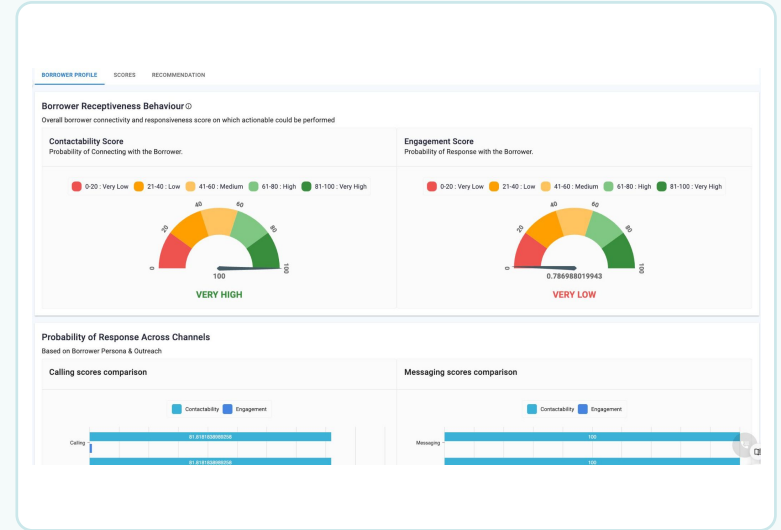 BORROWER PROFILE SCORES RECOMMENDATION
Borrower Receptiveness Behaviour
Overall borrower connectivity and responsiveness score on which actionable could be performed
Contactability Score
Probability of Connecting with the Borrower.
0-20 : Very Low 21-40 : Low 41-60 : Medium 61-80 : High 81-100 : Very High
0 20 40 60 80 100
100
VERY HIGH
Engagement Score
Probability of Response with the Borrower.
0-20 : Very Low 21-40 : Low 41-60 : Medium 61-80 : High 81-100 : Very High
0 20 40 60 80 100
0.786988019943
VERY LOW
Probability of Response Across Channels
Based on Borrower Persona & Outreach
Calling scores comparison
Contactability Engagement
Calling
Messaging scores comparison
Contactability Engagement
Messaging
100
100